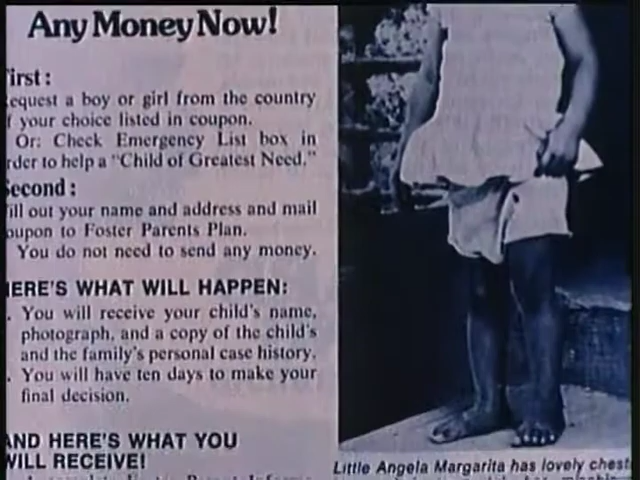 Any Money Now!
irst:
equest a boy or girl from the country
f your choice listed in coupon.
Or: Check Emergency List box in
rder to help a "Child of Greatest Need."
Second:
ill out your name and address and mail
oupon to Foster Parents Plan.
You do not need to send any money.
HERE'S WHAT WILL HAPPEN:
. You will receive your child's name,
photograph, and a copy of the child's
and the family's personal case history.
. You will have ten days to make your
final decision.
AND HERE'S WHAT YOU
WILL RECEIVE!
Little Angela Margarita has lovely chest